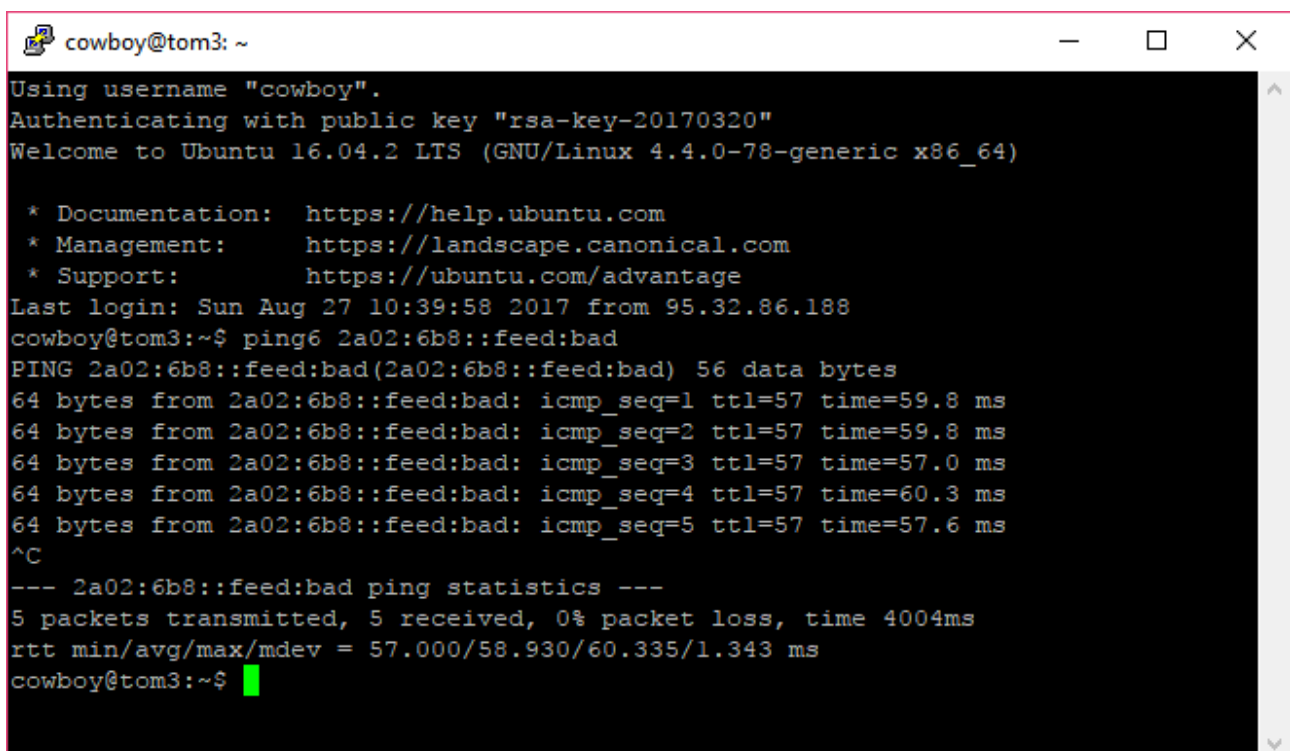 cowboy@tom3: ~
Using username "cowboy".
Authenticating with public key "rsa-key-20170320"
Welcome to Ubuntu 16.04.2 LTS (GNU/Linux 4.4.0-78-generic x86_64)
* Documentation:  https://help.ubuntu.com
* Management:     https://landscape.canonical.com
* Support:        https://ubuntu.com/advantage
Last login: Sun Aug 27 10:39:58 2017 from 95.32.86.188
cowboy@tom3:~$ ping6 2a02:6b8::feed:bad
PING 2a02:6b8::feed:bad(2a02:6b8::feed:bad) 56 data bytes
64 bytes from 2a02:6b8::feed:bad: icmp_seq=1 ttl=57 time=59.8 ms
64 bytes from 2a02:6b8::feed:bad: icmp_seq=2 ttl=57 time=59.8 ms
64 bytes from 2a02:6b8::feed:bad: icmp_seq=3 ttl=57 time=57.0 ms
64 bytes from 2a02:6b8::feed:bad: icmp_seq=4 ttl=57 time=60.3 ms
64 bytes from 2a02:6b8::feed:bad: icmp_seq=5 ttl=57 time=57.6 ms
^C
--- 2a02:6b8::feed:bad ping statistics ---
5 packets transmitted, 5 received, 0% packet loss, time 4004ms
rtt min/avg/max/mdev = 57.000/58.930/60.335/1.343 ms
cowboy@tom3:~$